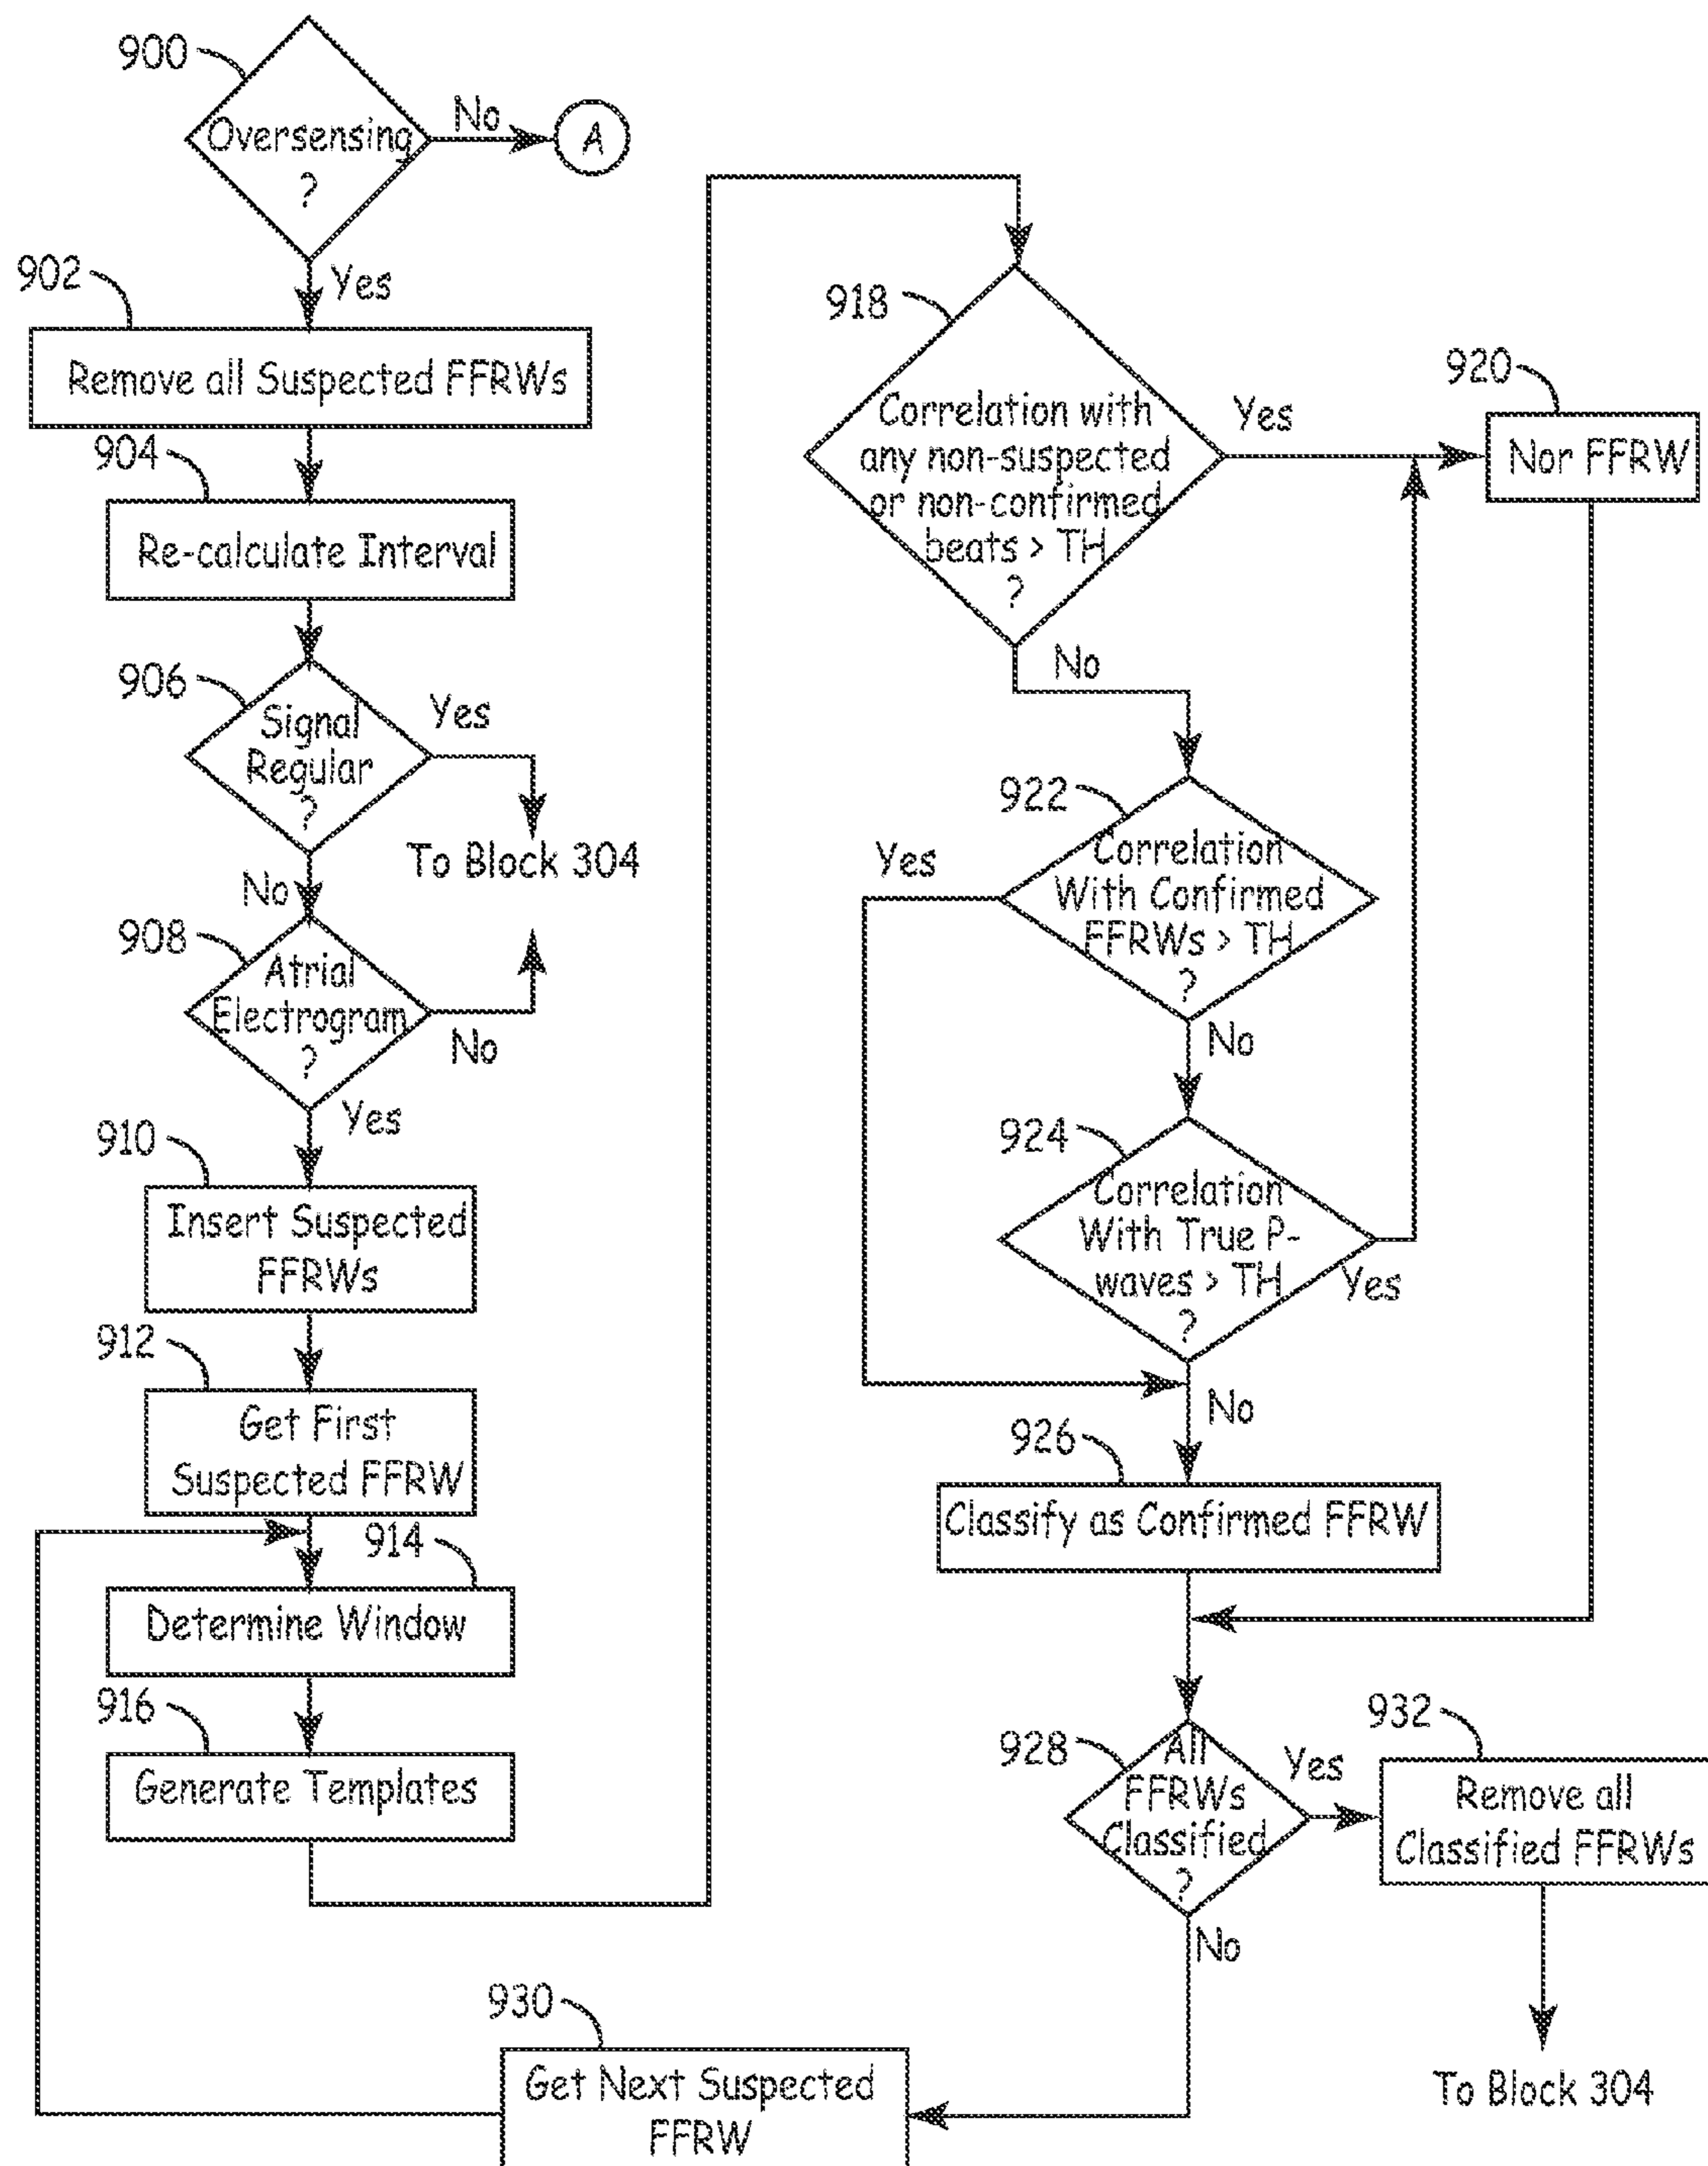 900
Oversensing
?
No
A
Yes
902
Remove all Suspected FFRWs
904
Re-calculate Interval
906
Signal
Regular
?
Yes
To Block 304
No
908
Atrial
Electrogram
?
No
Yes
910
Insert Suspected
FFRWs
912
Get First
Suspected FFRW
914
Determine Window
916
Generate Templates
918
Correlation with
any non-suspected
or non-confirmed
beats > TH
?
Yes
920
Nor FFRW
No
922
Correlation
With Confirmed
FFRWs > TH
?
Yes
No
924
Correlation
With True P-
waves > TH
?
Yes
No
926
Classify as Confirmed FFRW
928
All
FFRWs
Classified
?
Yes
932
Remove all
Classified FFRWs
To Block 304
No
930
Get Next Suspected
FFRW